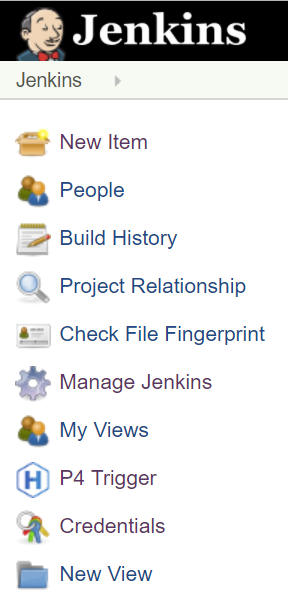 Jenkins
Jenkins
New Item
People
Build History
Project Relationship
Check File Fingerprint
Manage Jenkins
My Views
H
P4 Trigger
Credentials
New View